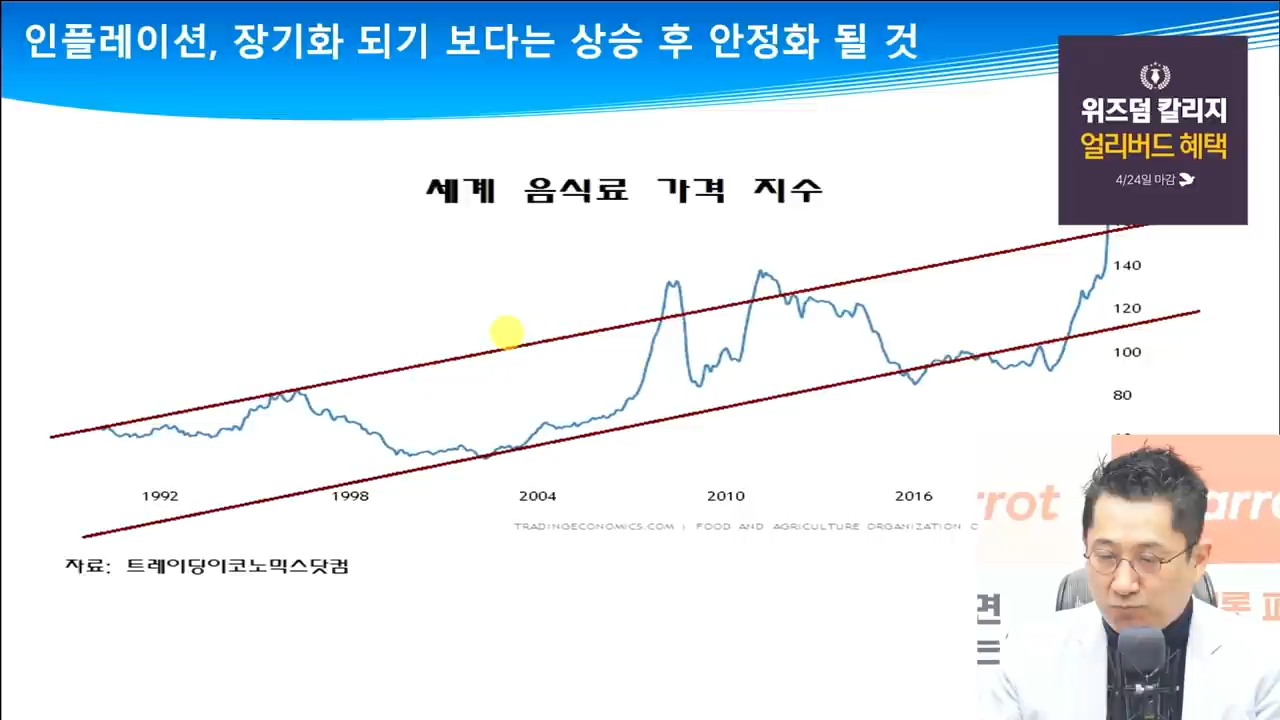 인플레이션, 장기화 되기 보다는 상승 후 안정화 될 것
위즈덤 칼리지
얼리버드 혜택
4/24일 마감
세계 음식료 가격 지수
140
120
100
80
1992 1998 2004 2010 2016
TRADINGECONOMICS.COM | FOOD AND AGRICULTURE ORGANIZATION
자료: 트레이딩이코노믹스닷컴